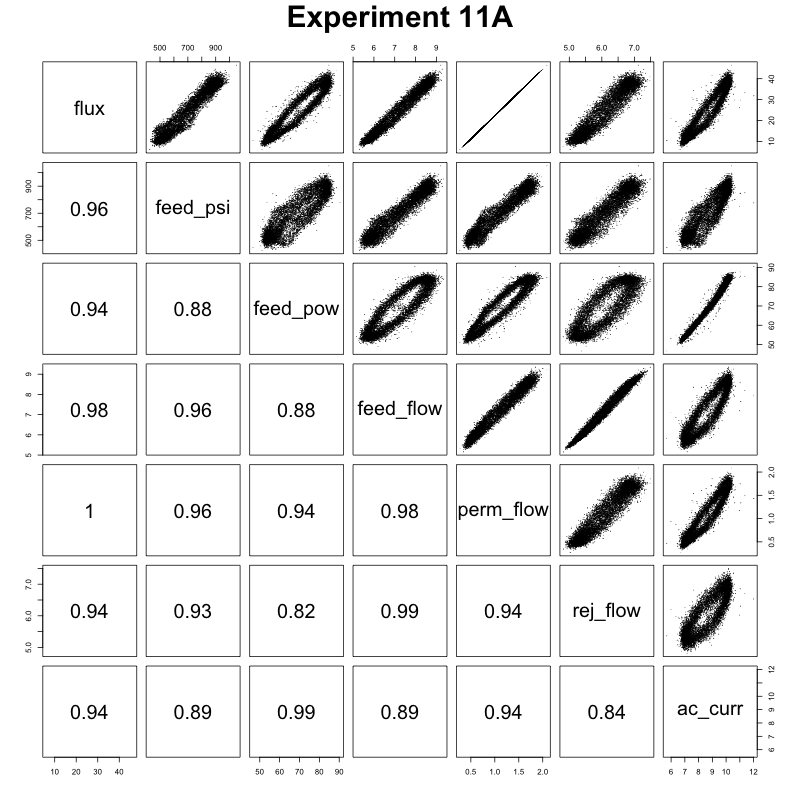 Experiment 11A
500 700 900
5 6 7 8 9
5.0 6.0 7.0
flux
10 20 30 40
500 700 900
0.96
feed_psi
0.94
0.88
feed_pow
50 60 70 80 90
5 6 7 8 9
0.98
0.96
0.88
feed_flow
1
0.96
0.94
0.98
perm_flow
0.5 1.0 1.5 2.0
5.0 6.0 7.0
0.94
0.93
0.82
0.99
0.94
rej_flow
0.94
0.89
0.99
0.89
0.94
0.84
ac_curr
6 7 8 9 10 11 12
10 20 30 40
50 60 70 80 90
0.5 1.0 1.5 2.0
6 7 8 9 10 12